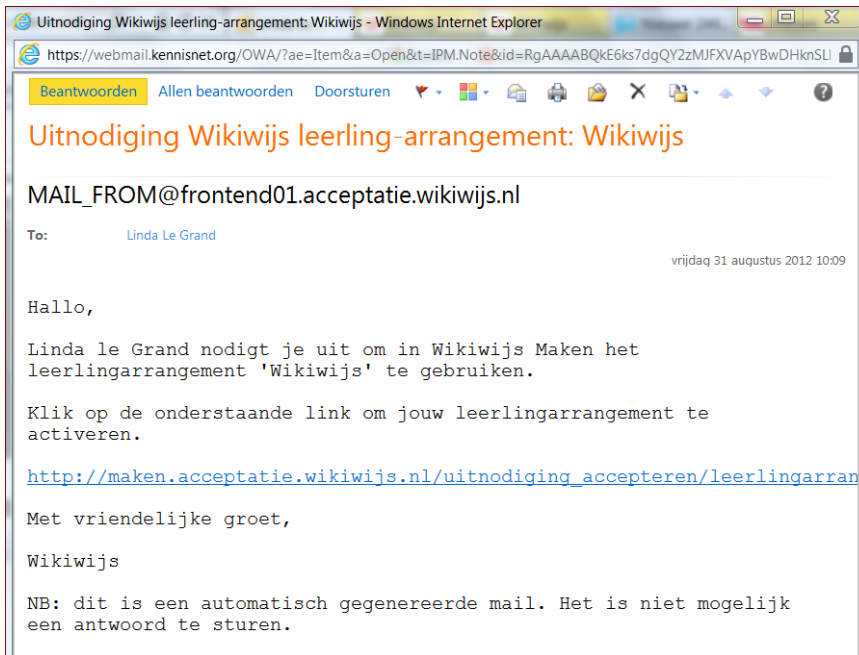 Uitnodiging Wikiwijs leerling-arrangement: Wikiwijs - Windows Internet Explorer
https://webmail.kennisnet.org/OWA/?ae=Item&a=Open&t=IPM.Note&id=RgAAAABQkE6ks7dgQY2zMJFXVApYBwDHknSLI
Beantwoorden Allen beantwoorden Doorsturen
Uitnodiging Wikiwijs leerling-arrangement: Wikiwijs
MAIL_FROM@frontend01.acceptatie.wikiwijs.nl
To: Linda Le Grand
vrijdag 31 augustus 2012 10:09
Hallo,
Linda le Grand nodigt je uit om in Wikiwijs Maken het
leerlingarrangement 'Wikiwijs' te gebruiken.
Klik op de onderstaande link om jouw leerlingarrangement te
activeren.
http://maken.acceptatie.wikiwijs.nl/uitnodiging_accepteren/leerlingarran
Met vriendelijke groet,
Wikiwijs
NB: dit is een automatisch gegenereerde mail. Het is niet mogelijk
een antwoord te sturen.